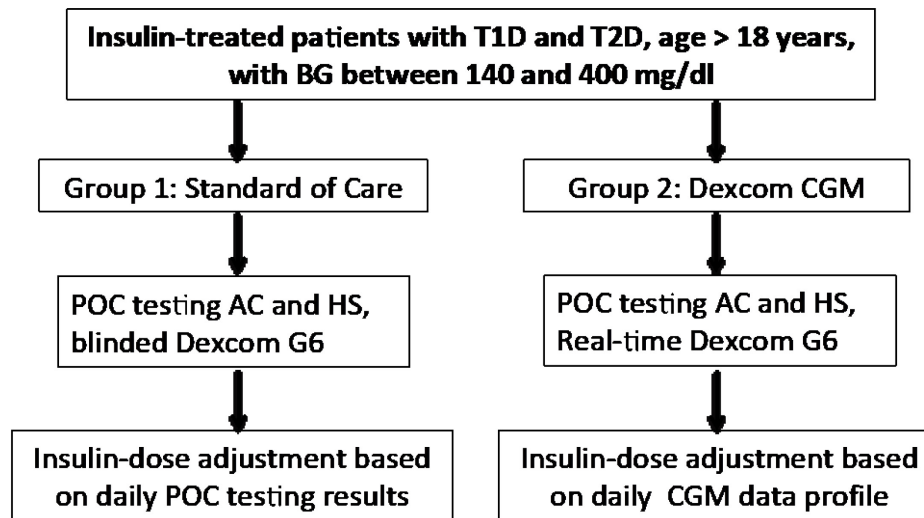 Insulin-treated patients with T1D and T2D, age > 18 years,
with BG between 140 and 400 mg/dl
Group 1: Standard of Care
Group 2: Dexcom CGM
POC testing AC and HS,
blinded Dexcom G6
POC testing AC and HS,
Real-time Dexcom G6
Insulin-dose adjustment based
on daily POC testing results
Insulin-dose adjustment based
on daily CGM data profile